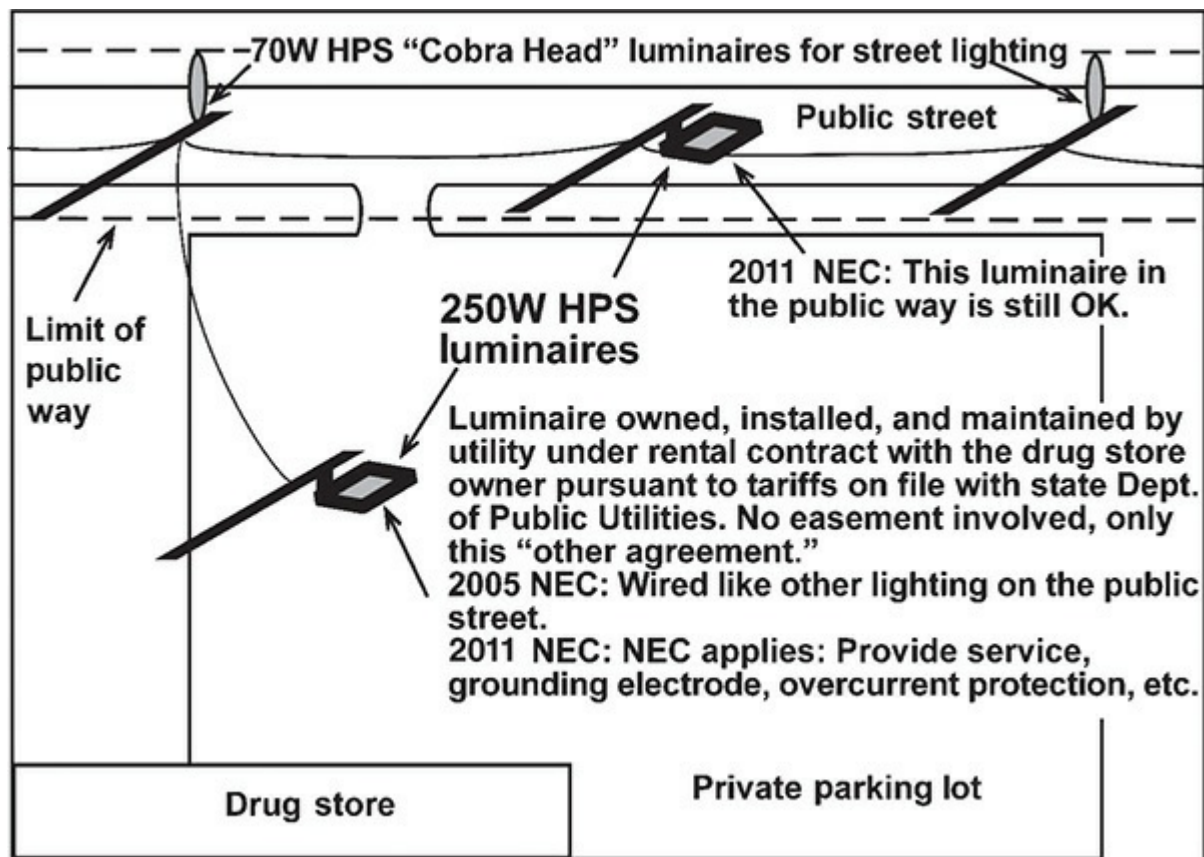 70W HPS “Cobra Head” luminaires for street lighting
Public street
2011 NEC: This luminaire in
the public way is still OK.
250W HPS
luminaires
Limit of
public
way
Luminaire owned, installed, and maintained by
utility under rental contract with the drug store
owner pursuant to tariffs on file with state Dept.
of Public Utilities. No easement involved, only
this “other agreement.”
2005 NEC: Wired like other lighting on the public
street.
2011 NEC: NEC applies: Provide service,
grounding electrode, overcurrent protection, etc.
Drug store
Private parking lot